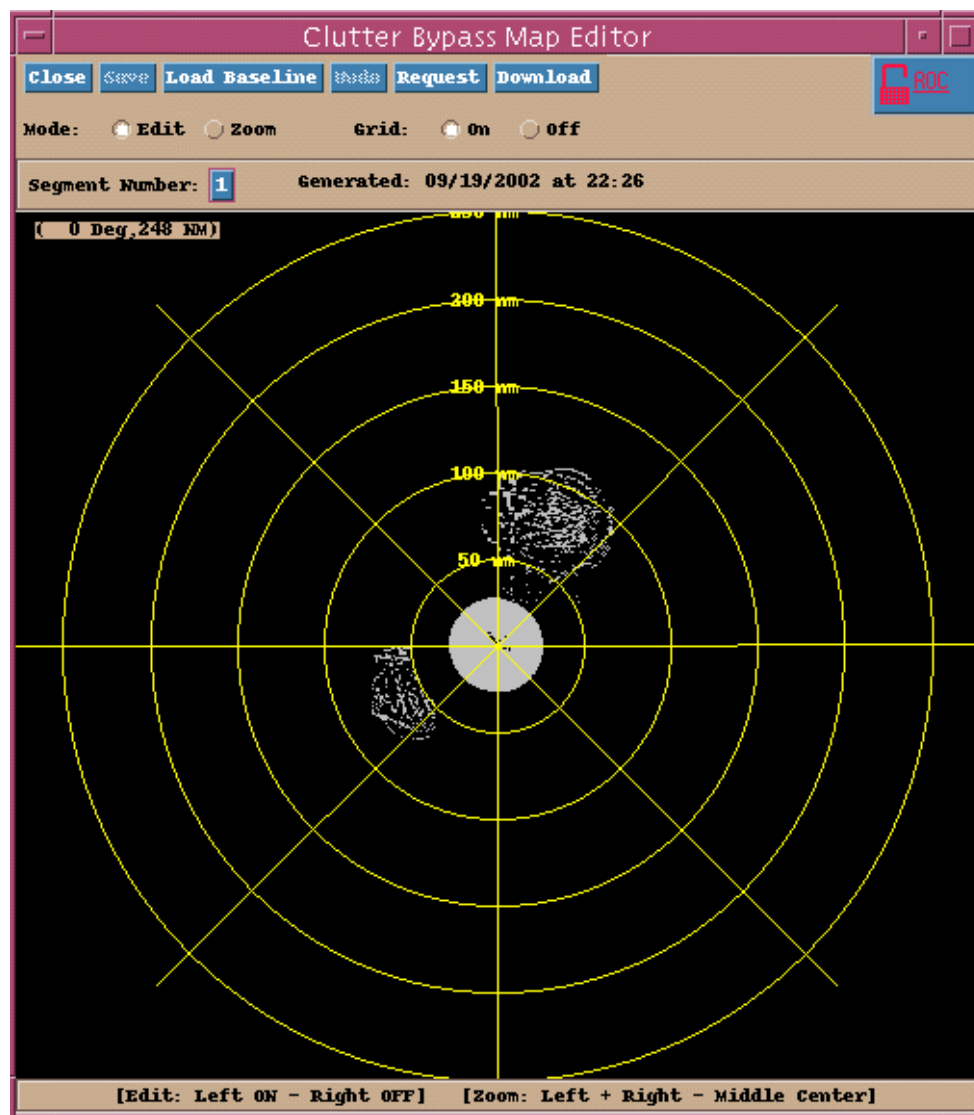 Clutter Bypass Map Editor
Close Save Load Baseline Undo Request Download
ROC
Mode: Edit Zoom Grid: On Off
Segment Number: 1 Generated: 09/19/2002 at 22:26
( 0 Deg,248 NM)
200 nm
150 nm
100 nm
50 nm
[Edit: Left ON - Right OFF] [Zoom: Left + Right - Middle Center]